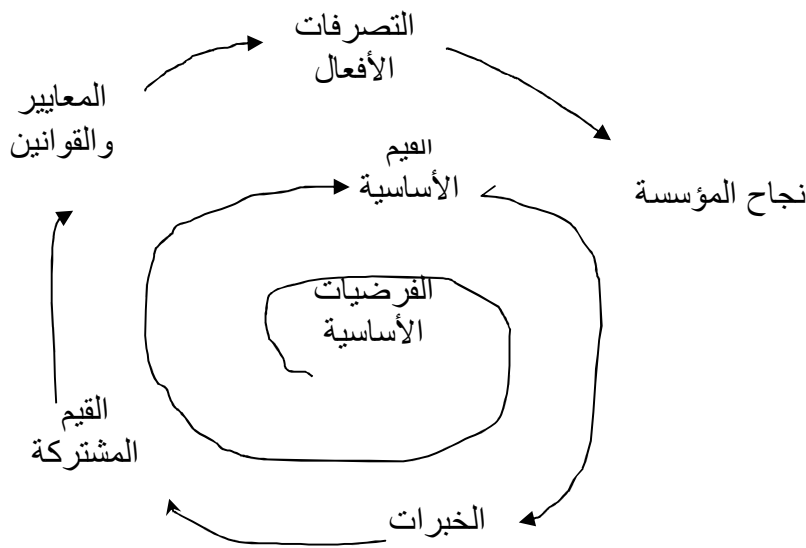 التصرفات
الأفعال
المعايير
والقوانين
القيم
الأساسية
نجاح المؤسسة
الفرضيات
الأساسية
القيم
المشتركة
الخبرات